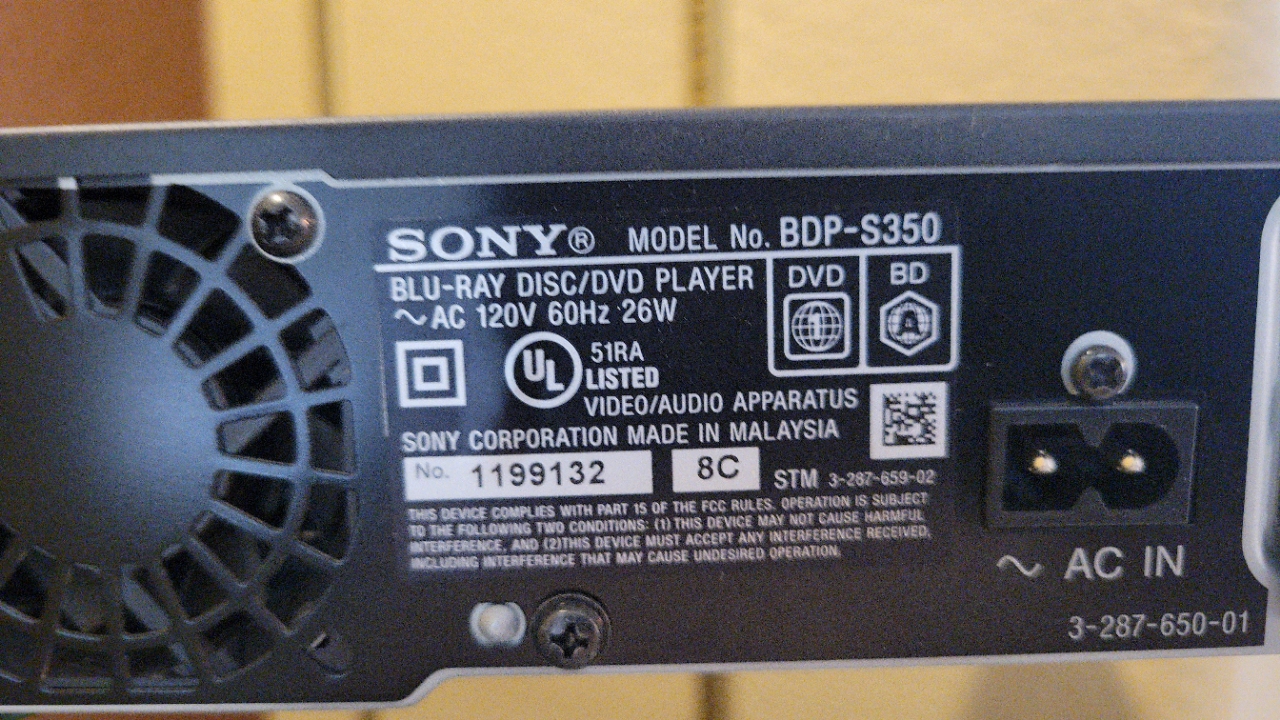 SONY® MODEL No. BDP-S350
BLU-RAY DISC/DVD PLAYER
~AC 120V 60Hz 26W
DVD
1
BD
A
UL
51RA
LISTED
VIDEO/AUDIO APPARATUS
SONY CORPORATION MADE IN MALAYSIA
No. 1199132 8C STM 3-287-659-02
THIS DEVICE COMPLIES WITH PART 15 OF THE FCC RULES. OPERATION IS SUBJECT
TO THE FOLLOWING TWO CONDITIONS: (1) THIS DEVICE MAY NOT CAUSE HARMFUL
INTERFERENCE, AND (2)THIS DEVICE MUST ACCEPT ANY INTERFERENCE RECEIVED,
INCLUDING INTERFERENCE THAT MAY CAUSE UNDESIRED OPERATION.
~ AC IN
3-287-650-01